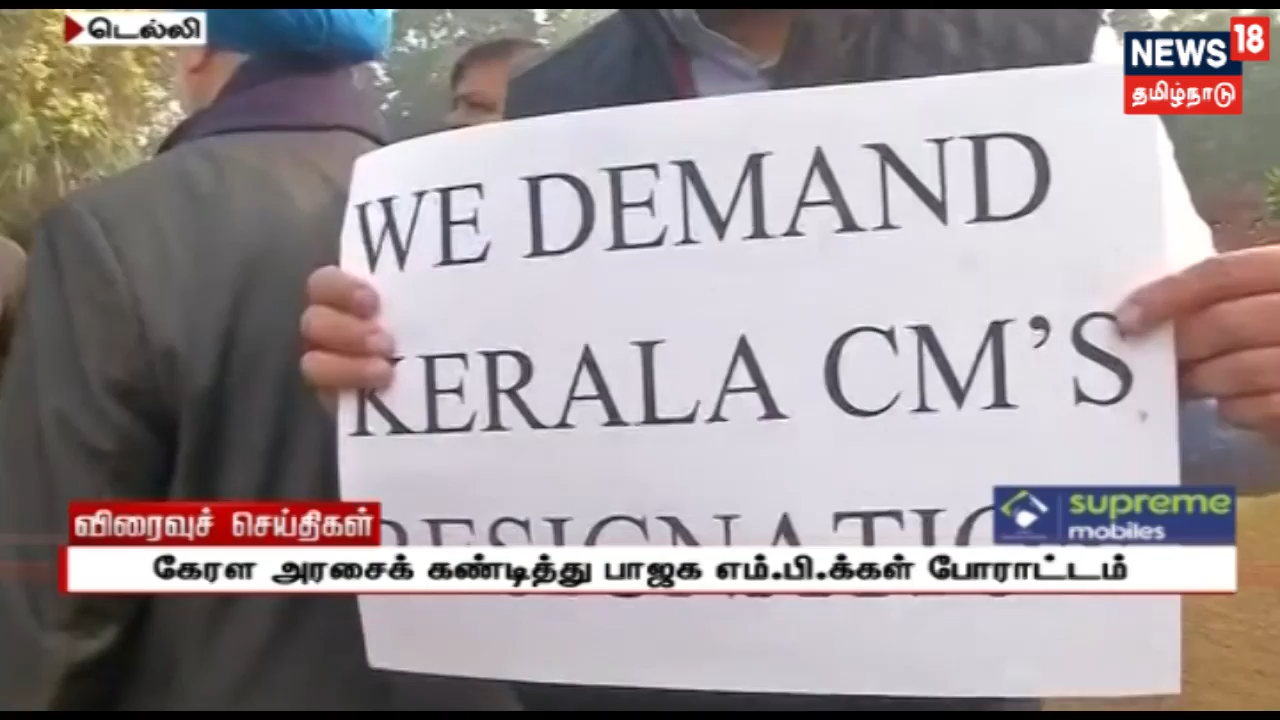 டெல்லி
NEWS 18
தமிழ்நாடு
WE DEMAND
KERALA CM'S
விரைவுச் செய்திகள்
supreme
mobiles
கேரள அரசைக் கண்டித்து பாஜக எம்.பி.க்கள் போராட்டம்